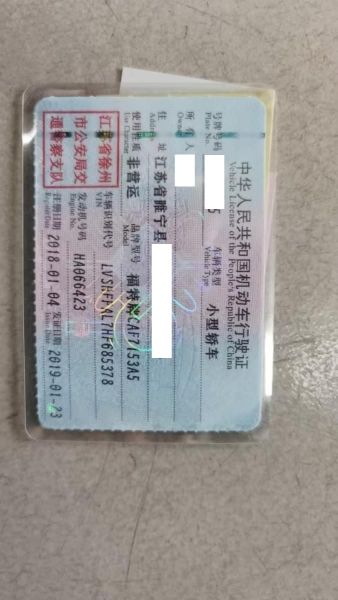 中华人民共和国机动车行驶证
Vehicle License of the People's Republic of China
号牌号码 5 车辆类型 小型轿车
Plate No. Vehicle Type
所有人
Owner
住址 江苏省睢宁县
Address
使用性质 非营运 品牌型号 福特牌CAF7153A5
Use Character Model
江苏省徐州
市公安局交
通警察支队
车辆识别代号
VIN
发动机号码 HA066423
Engine No.
注册日期 2018-01-04 发证日期 2019-01-23
Register Date Issue Date